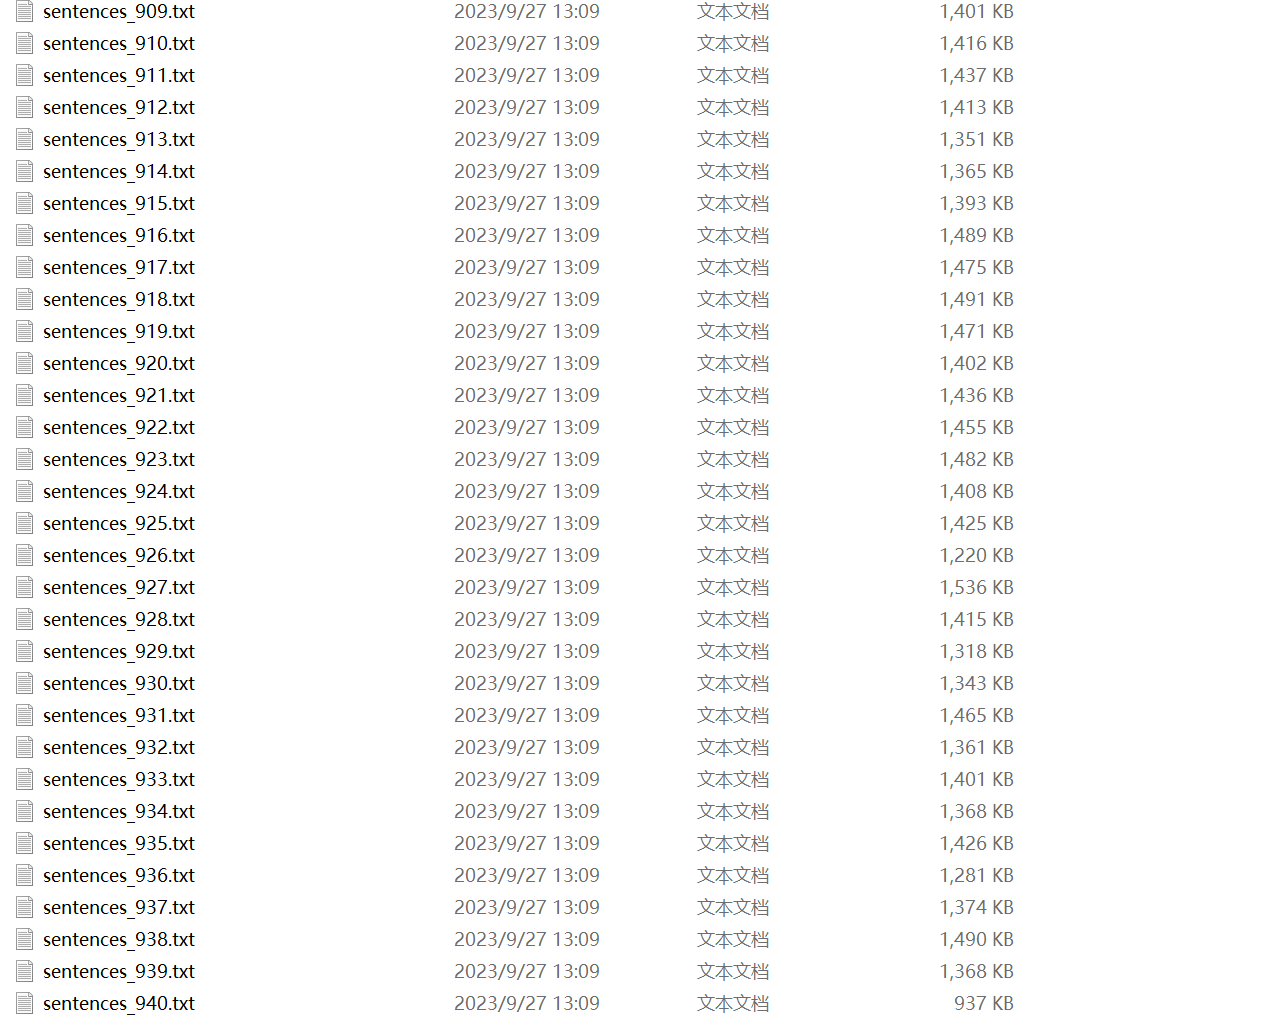 sentences_909.txt 2023/9/27 13:09 文本文档 1,401 KB
sentences_910.txt 2023/9/27 13:09 文本文档 1,416 KB
sentences_911.txt 2023/9/27 13:09 文本文档 1,437 KB
sentences_912.txt 2023/9/27 13:09 文本文档 1,413 KB
sentences_913.txt 2023/9/27 13:09 文本文档 1,351 KB
sentences_914.txt 2023/9/27 13:09 文本文档 1,365 KB
sentences_915.txt 2023/9/27 13:09 文本文档 1,393 KB
sentences_916.txt 2023/9/27 13:09 文本文档 1,489 KB
sentences_917.txt 2023/9/27 13:09 文本文档 1,475 KB
sentences_918.txt 2023/9/27 13:09 文本文档 1,491 KB
sentences_919.txt 2023/9/27 13:09 文本文档 1,471 KB
sentences_920.txt 2023/9/27 13:09 文本文档 1,402 KB
sentences_921.txt 2023/9/27 13:09 文本文档 1,436 KB
sentences_922.txt 2023/9/27 13:09 文本文档 1,455 KB
sentences_923.txt 2023/9/27 13:09 文本文档 1,482 KB
sentences_924.txt 2023/9/27 13:09 文本文档 1,408 KB
sentences_925.txt 2023/9/27 13:09 文本文档 1,425 KB
sentences_926.txt 2023/9/27 13:09 文本文档 1,220 KB
sentences_927.txt 2023/9/27 13:09 文本文档 1,536 KB
sentences_928.txt 2023/9/27 13:09 文本文档 1,415 KB
sentences_929.txt 2023/9/27 13:09 文本文档 1,318 KB
sentences_930.txt 2023/9/27 13:09 文本文档 1,343 KB
sentences_931.txt 2023/9/27 13:09 文本文档 1,465 KB
sentences_932.txt 2023/9/27 13:09 文本文档 1,361 KB
sentences_933.txt 2023/9/27 13:09 文本文档 1,401 KB
sentences_934.txt 2023/9/27 13:09 文本文档 1,368 KB
sentences_935.txt 2023/9/27 13:09 文本文档 1,426 KB
sentences_936.txt 2023/9/27 13:09 文本文档 1,281 KB
sentences_937.txt 2023/9/27 13:09 文本文档 1,374 KB
sentences_938.txt 2023/9/27 13:09 文本文档 1,490 KB
sentences_939.txt 2023/9/27 13:09 文本文档 1,368 KB
sentences_940.txt 2023/9/27 13:09 文本文档 937 KB